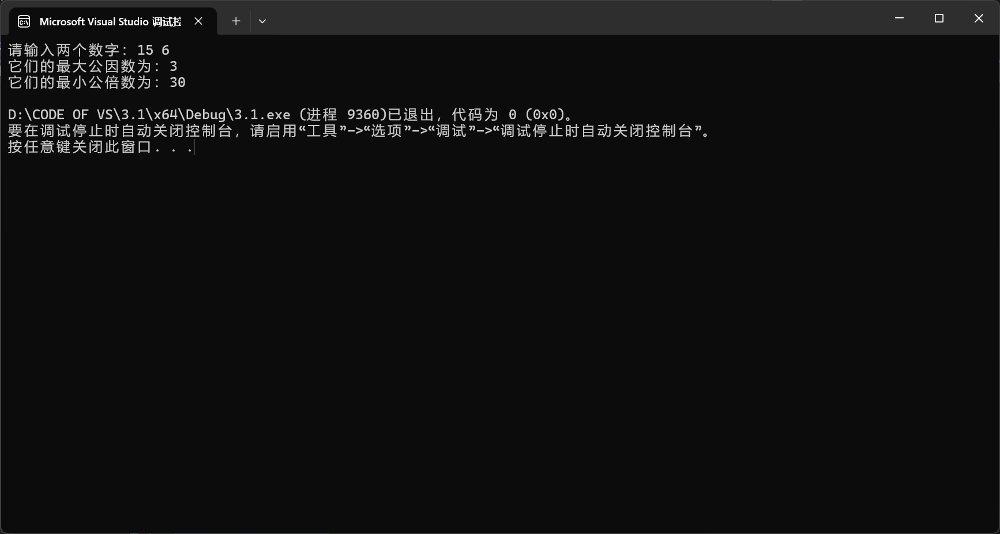 Microsoft Visual Studio 调试控
请输入两个数字: 15 6
它们的最大公因数为: 3
它们的最小公倍数为: 30
D:\CODE OF VS\3.1\x64\Debug\3.1.exe (进程 9360)已退出，代码为 0 (0x0)。
要在调试停止时自动关闭控制台，请启用“工具”->“选项”->“调试”->“调试停止时自动关闭控制台”。
按任意键关闭此窗口. . .